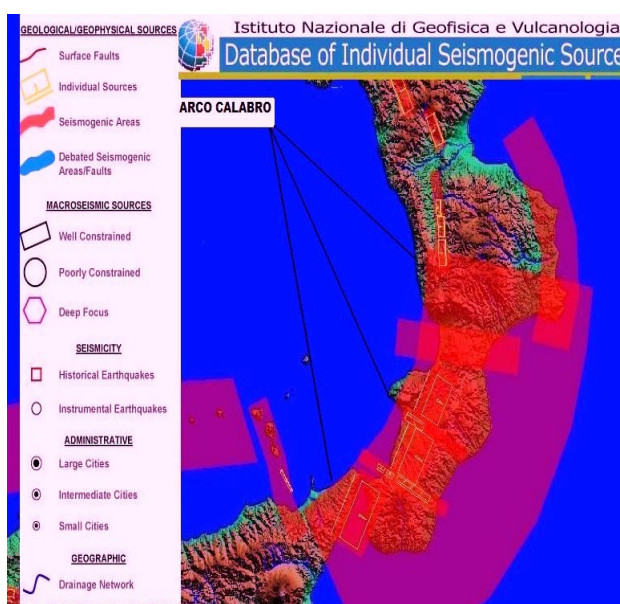 GEOLOGICAL/GEOPHYSICAL SOURCES
Surface Faults
Individual Sources
Seismogenic Areas
Debated Seismogenic
Areas/Faults
MACROSEISMIC SOURCES
Well Constrained
Poorly Constrained
Deep Focus
SEISMICITY
Historical Earthquakes
Instrumental Earthquakes
ADMINISTRATIVE
Large Cities
Intermediate Cities
Small Cities
GEOGRAPHIC
Drainage Network
Istituto Nazionale di Geofisica e Vulcanologia
Database of Individual Seismogenic Source
ARCO CALABRO